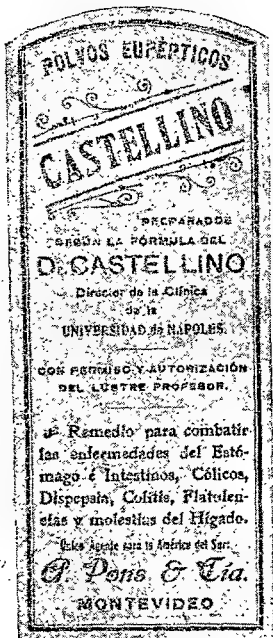 POLVOS EUPÉPTICOS
CASTELLINO
PREPARADOS
SEGÚN LA FÓRMULA DEL
Dr. CASTELLINO
Director de la Clínica
de la
UNIVERSIDAD de NÁPOLES.
CON PERMISO Y AUTORIZACIÓN
DEL LUSTRE PROFESOR.
Remedio para combatir
las enfermedades del Estó-
mago é Intestinos, Cólicos,
Dispepsia, Colitis, Flatulen-
cias y molestias del Hígado.
Único Agente para la América del Sur:
P. Pons & Cía.
MONTEVIDEO